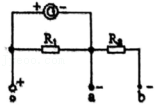 + G -
R₁ R₂
+ - -
o a b